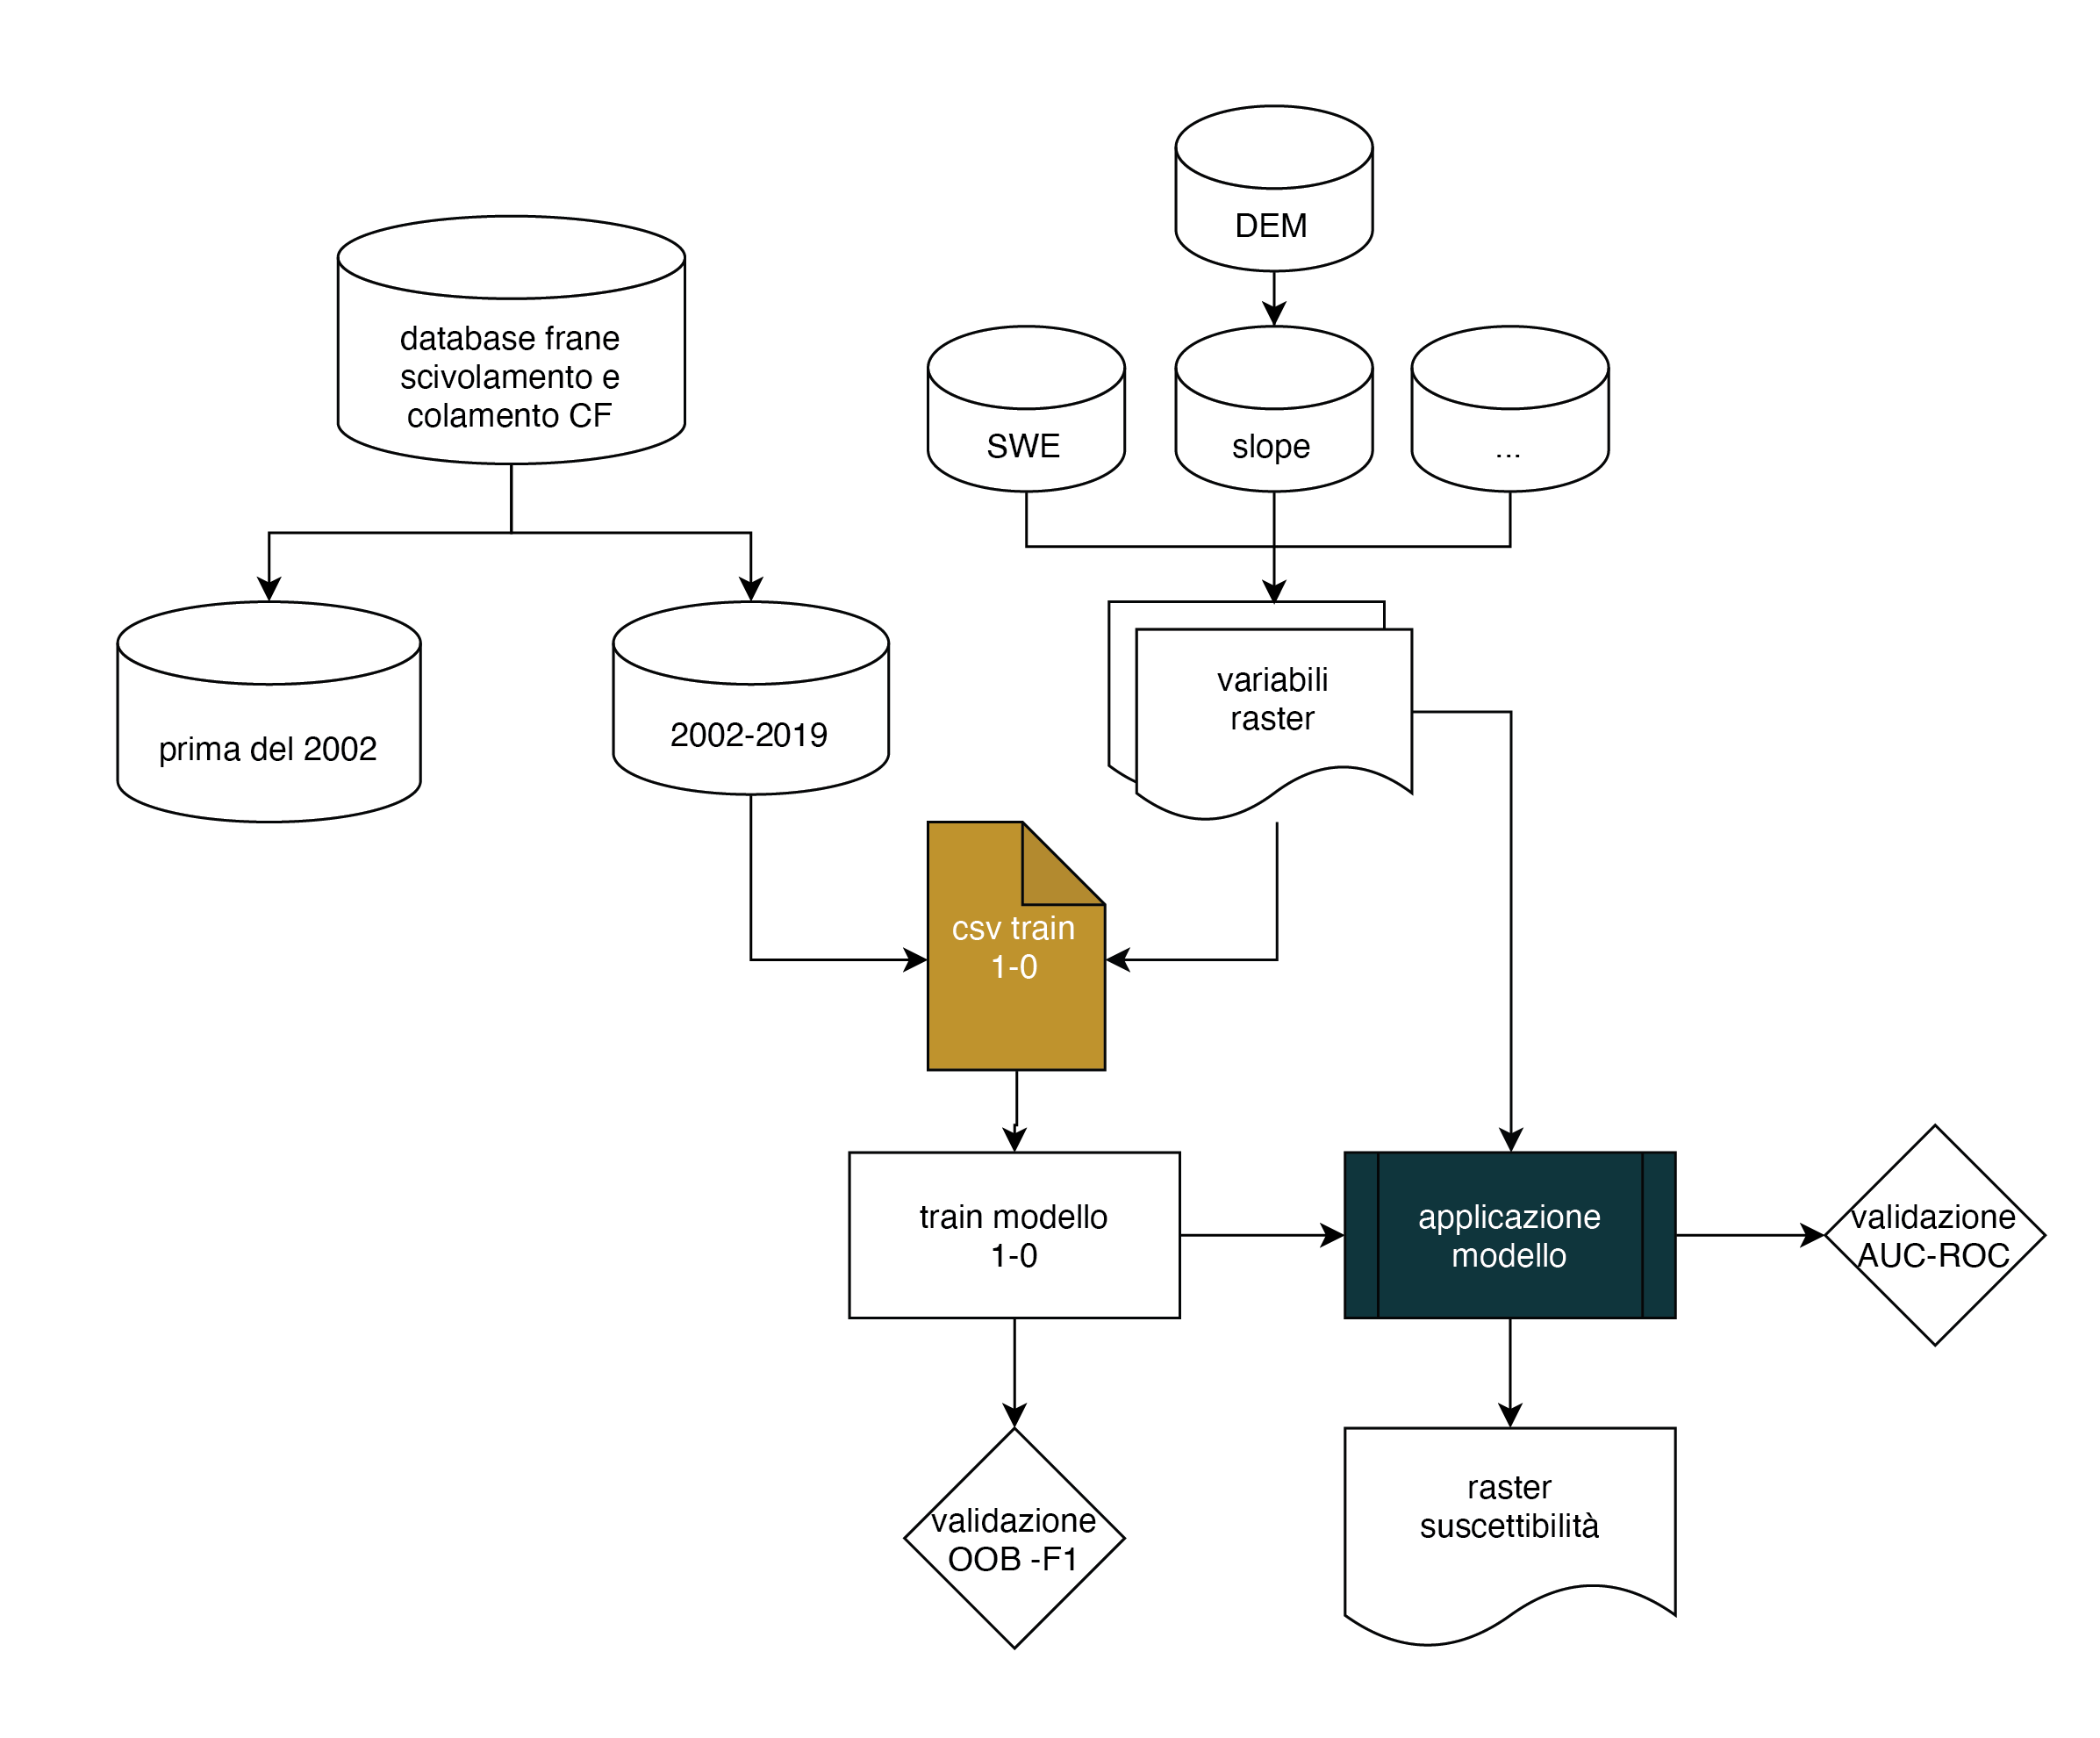 DEM
database frane
scivolamento e
colamento CF
SWE
slope
...
prima del 2002
2002-2019
variabili
raster
csv train
1-0
train modello
1-0
applicazione
modello
validazione
AUC-ROC
validazione
OOB -F1
raster
suscettibilità